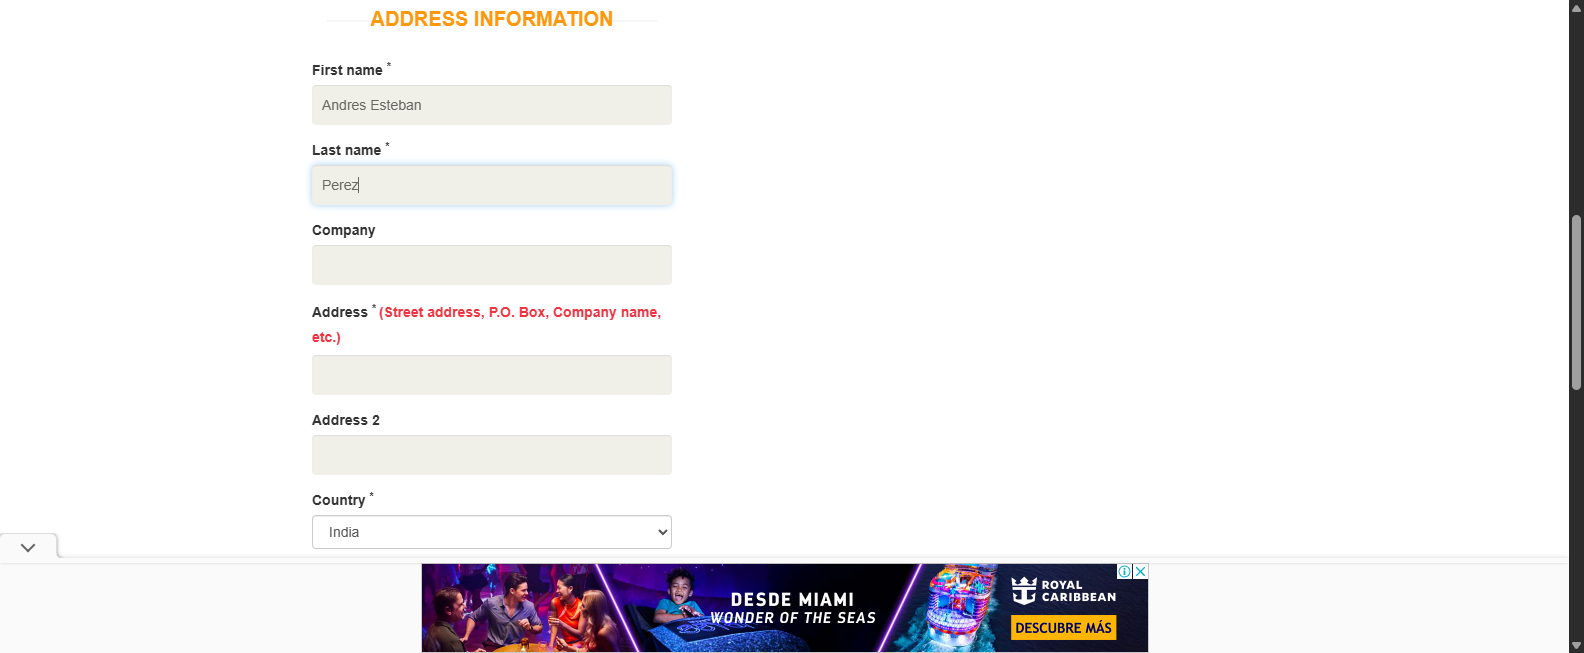 ADDRESS INFORMATION
First name *
Andres Esteban
Last name *
Perez
Company
Address * (Street address, P.O. Box, Company name,
etc.)
Address 2
Country *
India
DESDE MIAMI
WONDER OF THE SEAS
ROYAL
CARIBBEAN
DESCUBRE MÁS